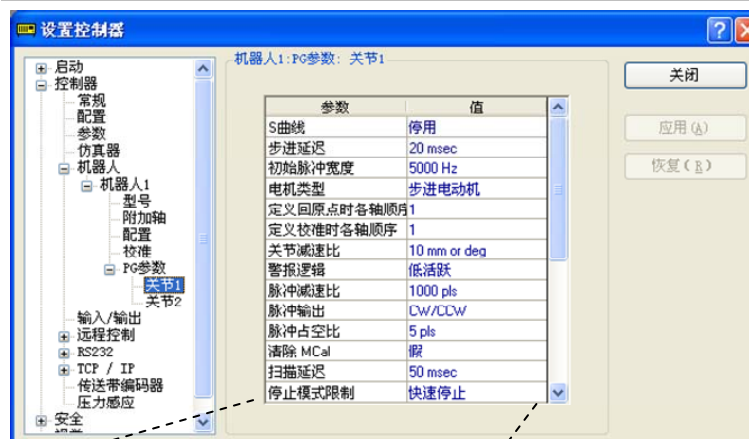 设置控制器
启动
控制器
常规
配置
参数
仿真器
机器人
机器人1
型号
附加轴
配置
校准
PG参数
关节1
关节2
输入/输出
远程控制
RS232
TCP / IP
传送带编码器
压力感应
安全
机器人1:PG参数: 关节1
参数 值
S曲线 停用
步进延迟 20 msec
初始脉冲宽度 5000 Hz
电机类型 步进电动机
定义回原点时各轴顺序 1
定义校准时各轴顺序 1
关节减速比 10 mm or deg
警报逻辑 低活跃
脉冲减速比 1000 pls
脉冲输出 CW/CCW
脉冲占空比 5 pls
清除 MCal 假
扫描延迟 50 msec
停止模式限制 快速停止
关闭
应用(A)
恢复(R)